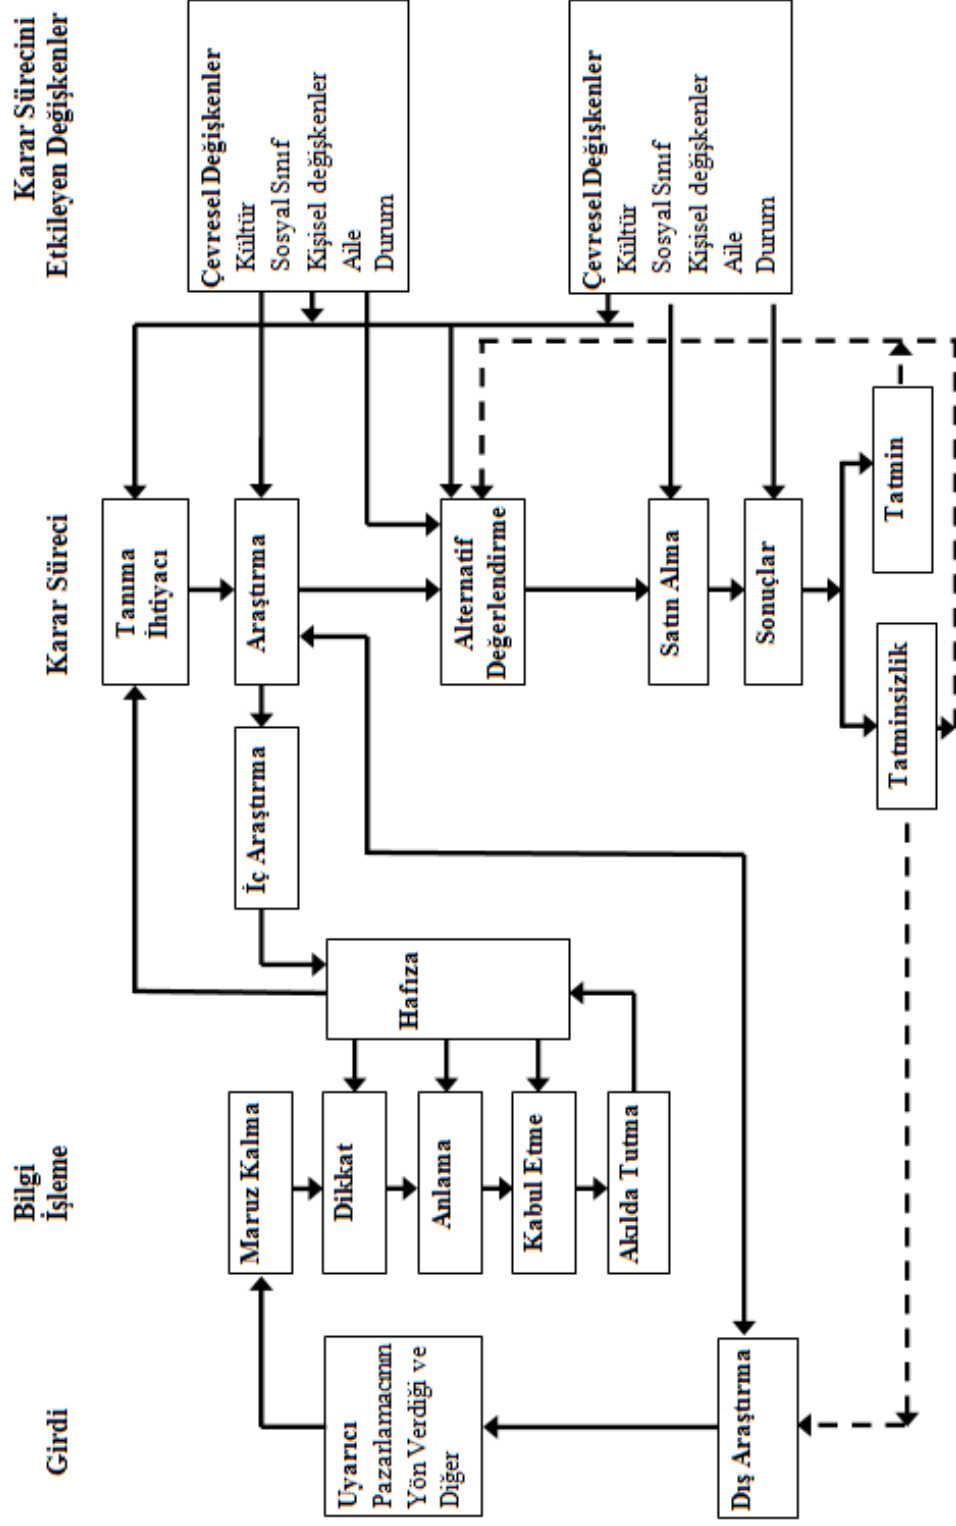 Girdi
Bilgi
İşleme
Karar Süreci
Karar Sürecini
Etkileyen Değişkenler
Uyarıcı
Pazarlamacının
Yön Verdiği ve
Diğer
Dış Araştırma
Maruz Kalma
Dikkat
Anlama
Kabul Etme
Akılda Tutma
Hafıza
İç Araştırma
Tanıma
İhtiyacı
Araştırma
Alternatif
Değerlendirme
Satın Alma
Sonuçlar
Tatminsizlik
Tatmin
Çevresel Değişkenler
Kültür
Sosyal Sınıf
Kişisel değişkenler
Aile
Durum
Çevresel Değişkenler
Kültür
Sosyal Sınıf
Kişisel değişkenler
Aile
Durum